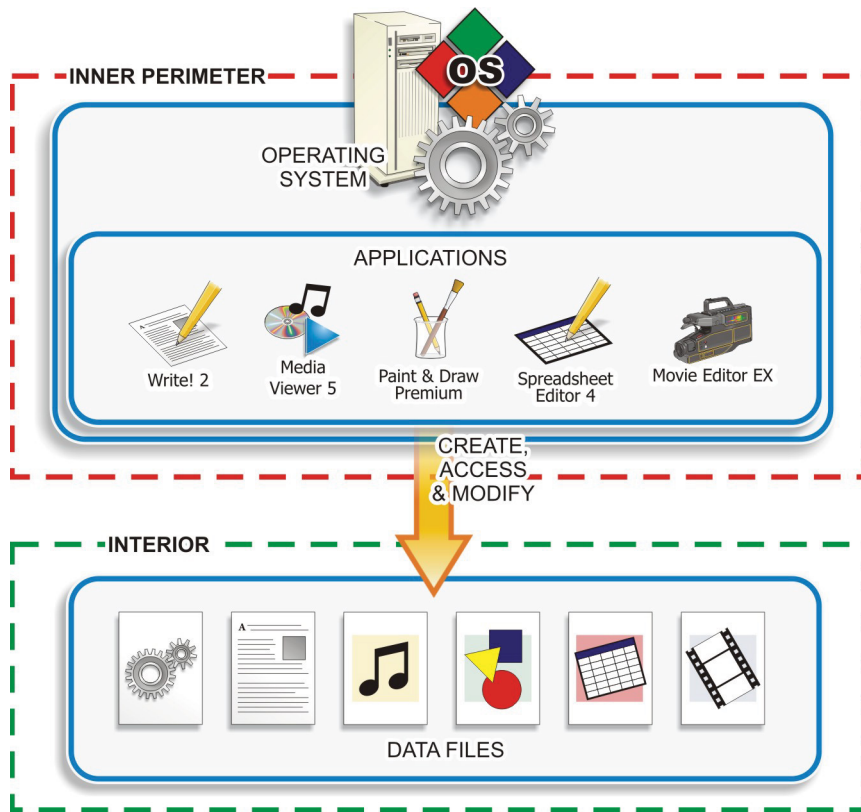 INNER PERIMETER
OS
OPERATING
SYSTEM
APPLICATIONS
A
Write! 2
Media
Viewer 5
Paint & Draw
Premium
Spreadsheet
Editor 4
Movie Editor EX
CREATE,
ACCESS
& MODIFY
INTERIOR
A
DATA FILES